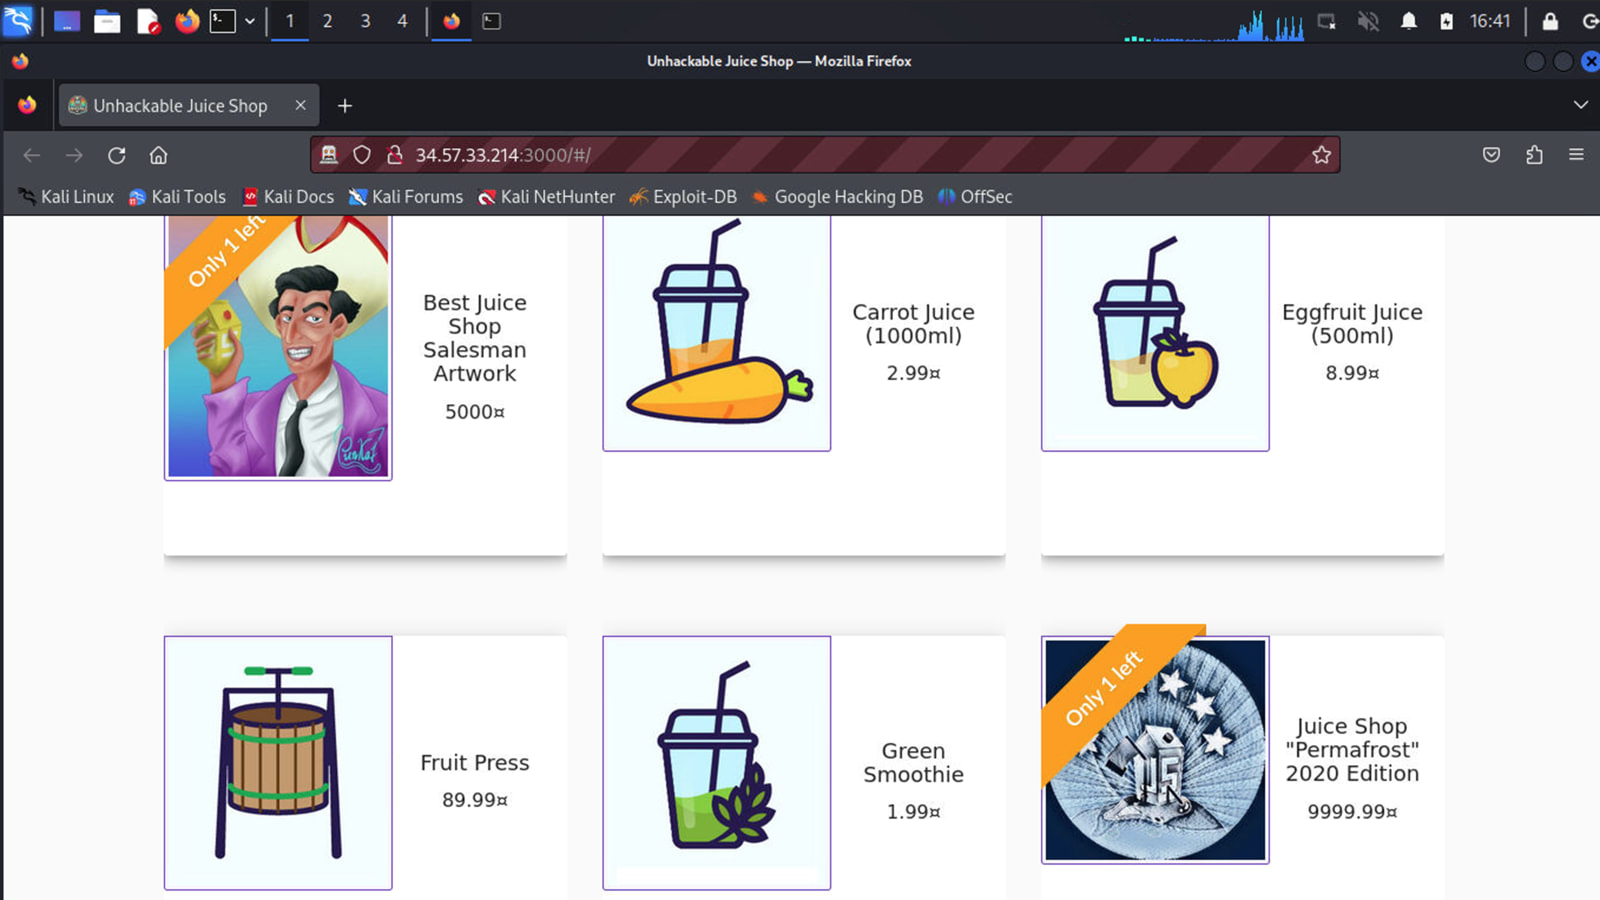 1 2 3 4 16:41
Unhackable Juice Shop — Mozilla Firefox
Unhackable Juice Shop
34.57.33.214:3000/#/
Kali Linux Kali Tools Kali Docs Kali Forums Kali NetHunter Exploit-DB Google Hacking DB OffSec
Only 1 left
Best Juice
Shop
Salesman
Artwork
5000¤
Carrot Juice
(1000ml)
2.99¤
Eggfruit Juice
(500ml)
8.99¤
Fruit Press
89.99¤
Green
Smoothie
1.99¤
Only 1 left
Juice Shop
"Permafrost"
2020 Edition
9999.99¤